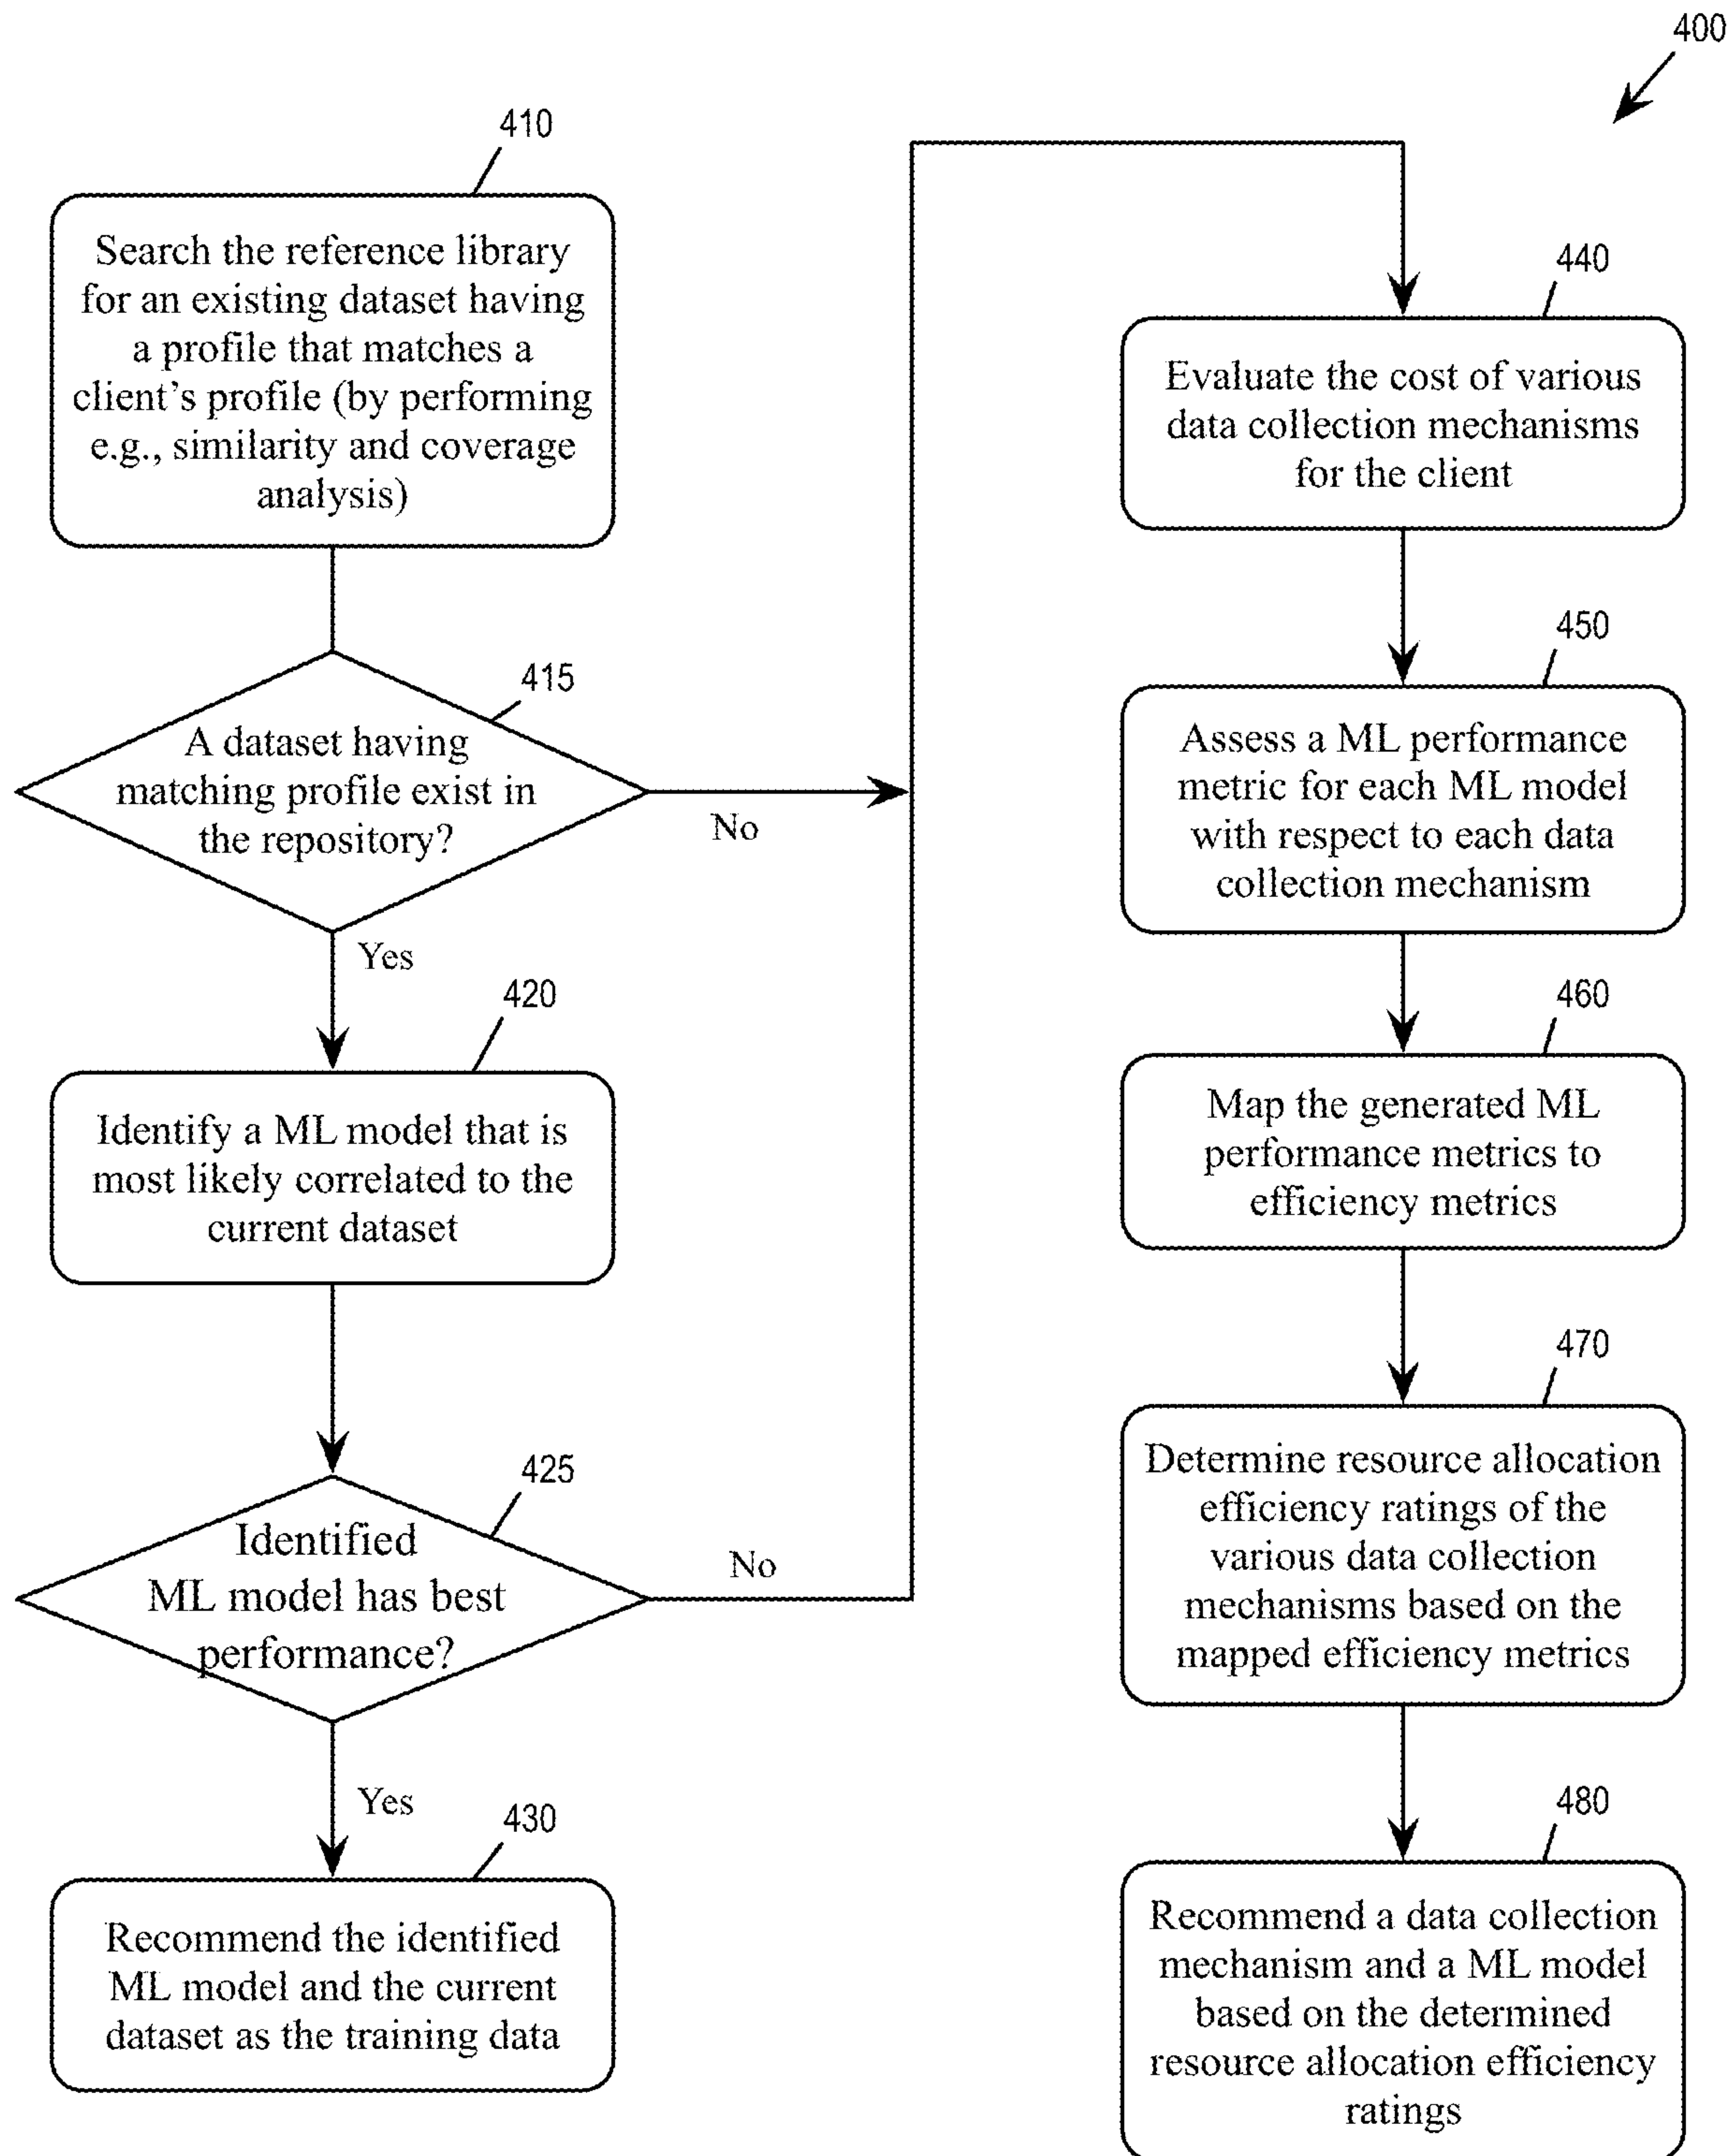 400
410
Search the reference library
for an existing dataset having
a profile that matches a
client's profile (by performing
e.g., similarity and coverage
analysis)
415
A dataset having
matching profile exist in
the repository?
No
Yes
420
Identify a ML model that is
most likely correlated to the
current dataset
425
Identified
ML model has best
performance?
No
Yes
430
Recommend the identified
ML model and the current
dataset as the training data
440
Evaluate the cost of various
data collection mechanisms
for the client
450
Assess a ML performance
metric for each ML model
with respect to each data
collection mechanism
460
Map the generated ML
performance metrics to
efficiency metrics
470
Determine resource allocation
efficiency ratings of the
various data collection
mechanisms based on the
mapped efficiency metrics
480
Recommend a data collection
mechanism and a ML model
based on the determined
resource allocation efficiency
ratings